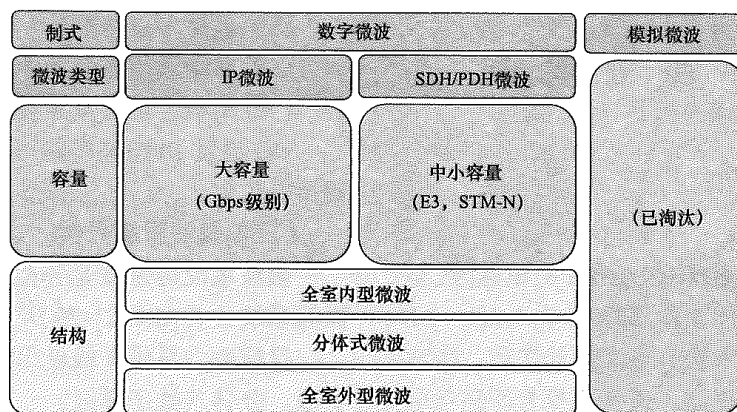 制式
数字微波
模拟微波
微波类型
IP微波
SDH/PDH微波
容量
大容量
（Gbps级别）
中小容量
（E3，STM-N）
（已淘汰）
结构
全室内型微波
分体式微波
全室外型微波